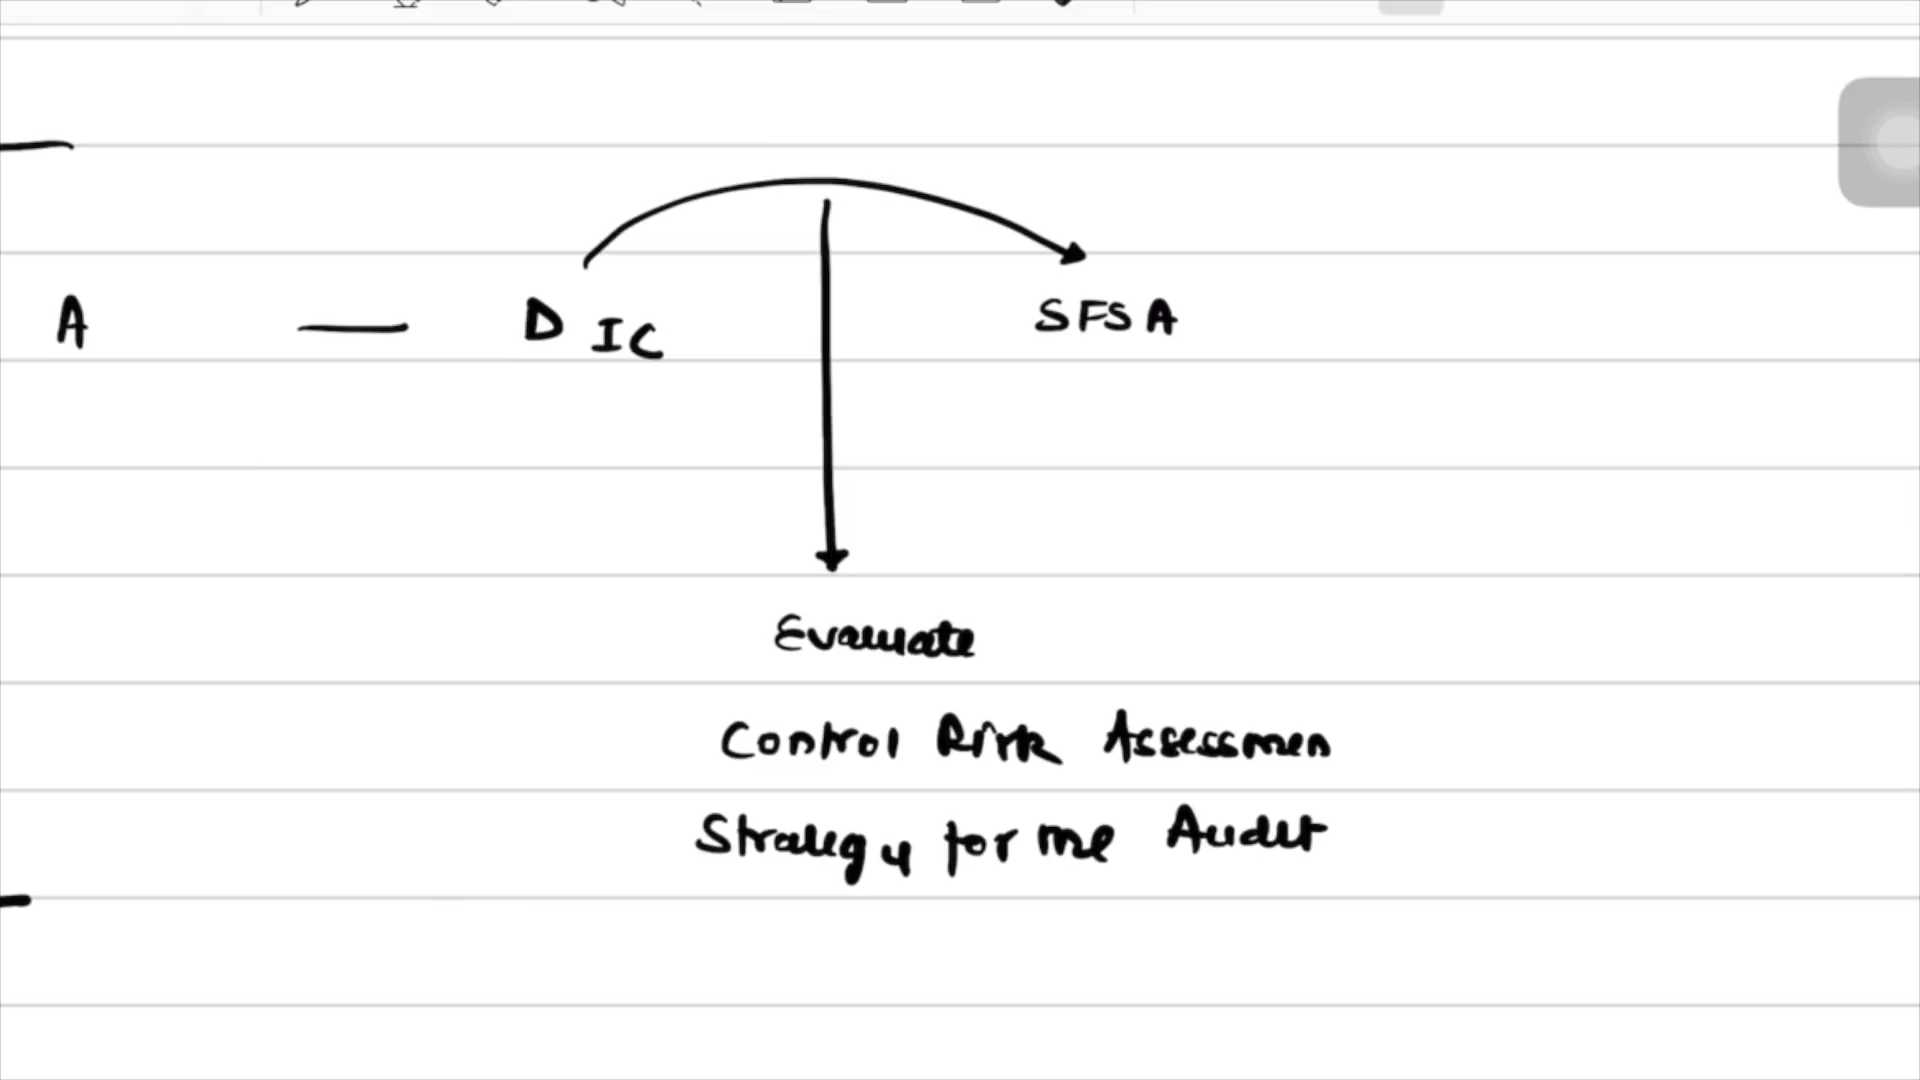 A — D IC SFSA
Evaluate
Control Risk Assessmen
Strategy for the Audit